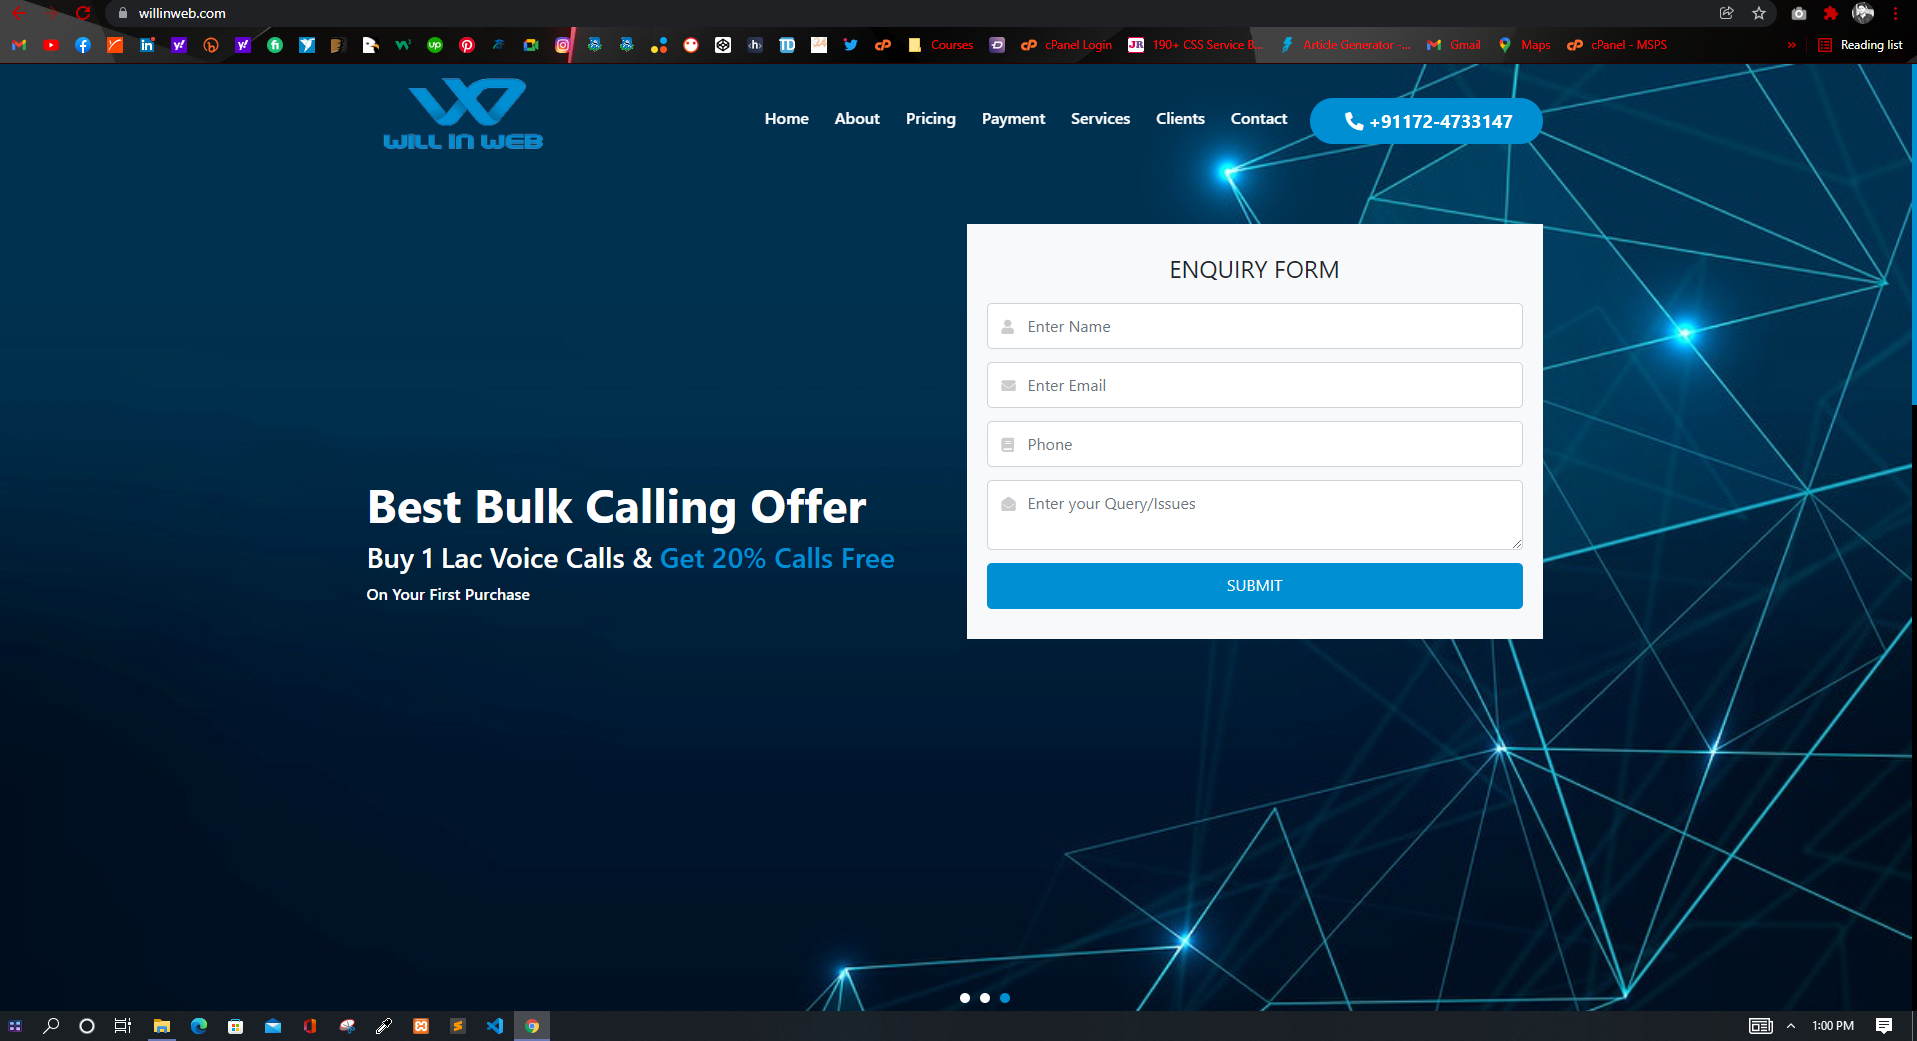 willinweb.com
Courses
cPanel Login
JR 190+ CSS Service B...
Article Generator -...
Gmail
Maps
cPanel - MSPS
»
Reading list
WILL IN WEB
Home About Pricing Payment Services Clients Contact +91172-4733147
ENQUIRY FORM
Enter Name
Enter Email
Phone
Enter your Query/Issues
SUBMIT
Best Bulk Calling Offer
Buy 1 Lac Voice Calls & Get 20% Calls Free
On Your First Purchase
1:00 PM